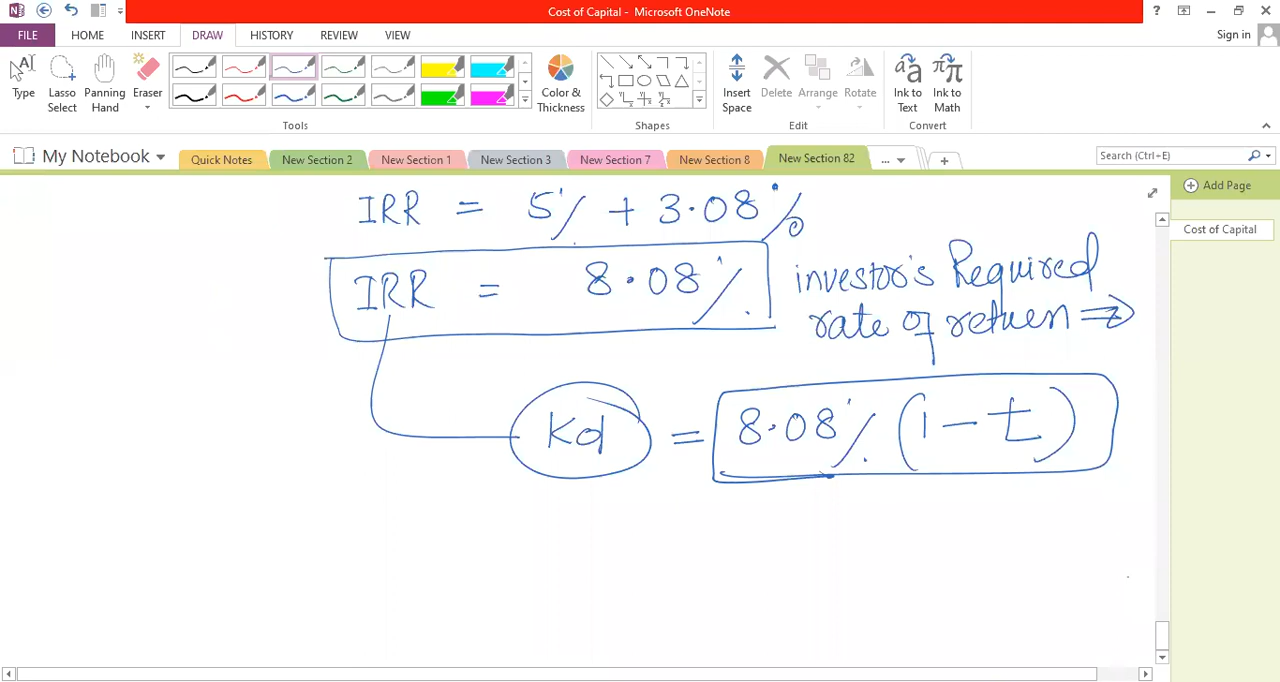 Cost of Capital - Microsoft OneNote
?
FILE HOME INSERT DRAW HISTORY REVIEW VIEW
Sign in
Type
Lasso Select
Panning Hand
Eraser
Color & Thickness
Insert Space
Delete
Arrange
Rotate
Ink to Text
Ink to Math
Tools
Shapes
Edit
Convert
My Notebook
Quick Notes
New Section 2
New Section 1
New Section 3
New Section 7
New Section 8
New Section 82
...
Search (Ctrl+E)
Add Page
Cost of Capital
IRR = 5% + 3.08%
IRR = 8.08%
investor's Required
rate of return ⇒
Kd = 8.08% (1 - t)